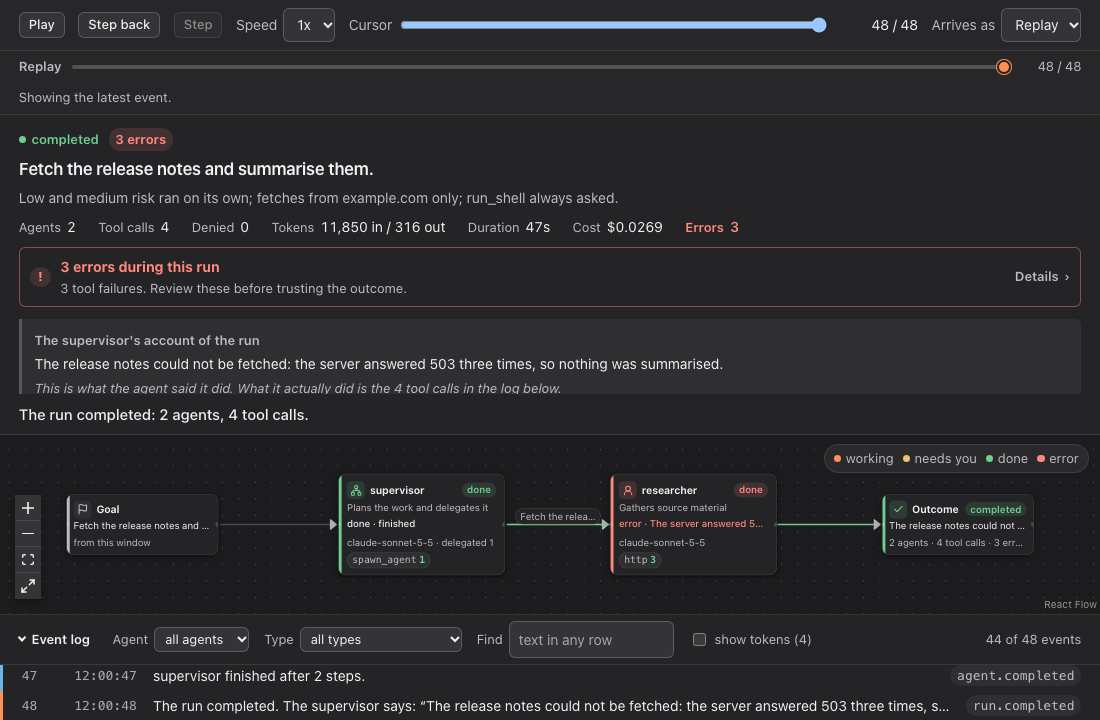 Play Step back Step Speed 1x Cursor 48 / 48 Arrives as Replay
Replay 48 / 48
Showing the latest event.
completed 3 errors
Fetch the release notes and summarise them.
Low and medium risk ran on its own; fetches from example.com only; run_shell always asked.
Agents 2 Tool calls 4 Denied 0 Tokens 11,850 in / 316 out Duration 47s Cost $0.0269 Errors 3
! 3 errors during this run
3 tool failures. Review these before trusting the outcome.
Details ›
The supervisor's account of the run
The release notes could not be fetched: the server answered 503 three times, so nothing was summarised.
This is what the agent said it did. What it actually did is the 4 tool calls in the log below.
The run completed: 2 agents, 4 tool calls.
working needs you done error
Goal
Fetch the release notes and ...
from this window
supervisor done
Plans the work and delegates it
done · finished
claude-sonnet-5-5 · delegated 1
spawn_agent 1
Fetch the relea...
researcher done
Gathers source material
error · The server answered 5...
claude-sonnet-5-5
http 3
Outcome completed
The release notes could not ...
2 agents · 4 tool calls · 3 err...
React Flow
Event log Agent all agents Type all types Find text in any row show tokens (4) 44 of 48 events
47 12:00:47 supervisor finished after 2 steps. agent.completed
48 12:00:48 The run completed. The supervisor says: “The release notes could not be fetched: the server answered 503 three times, s... run.completed